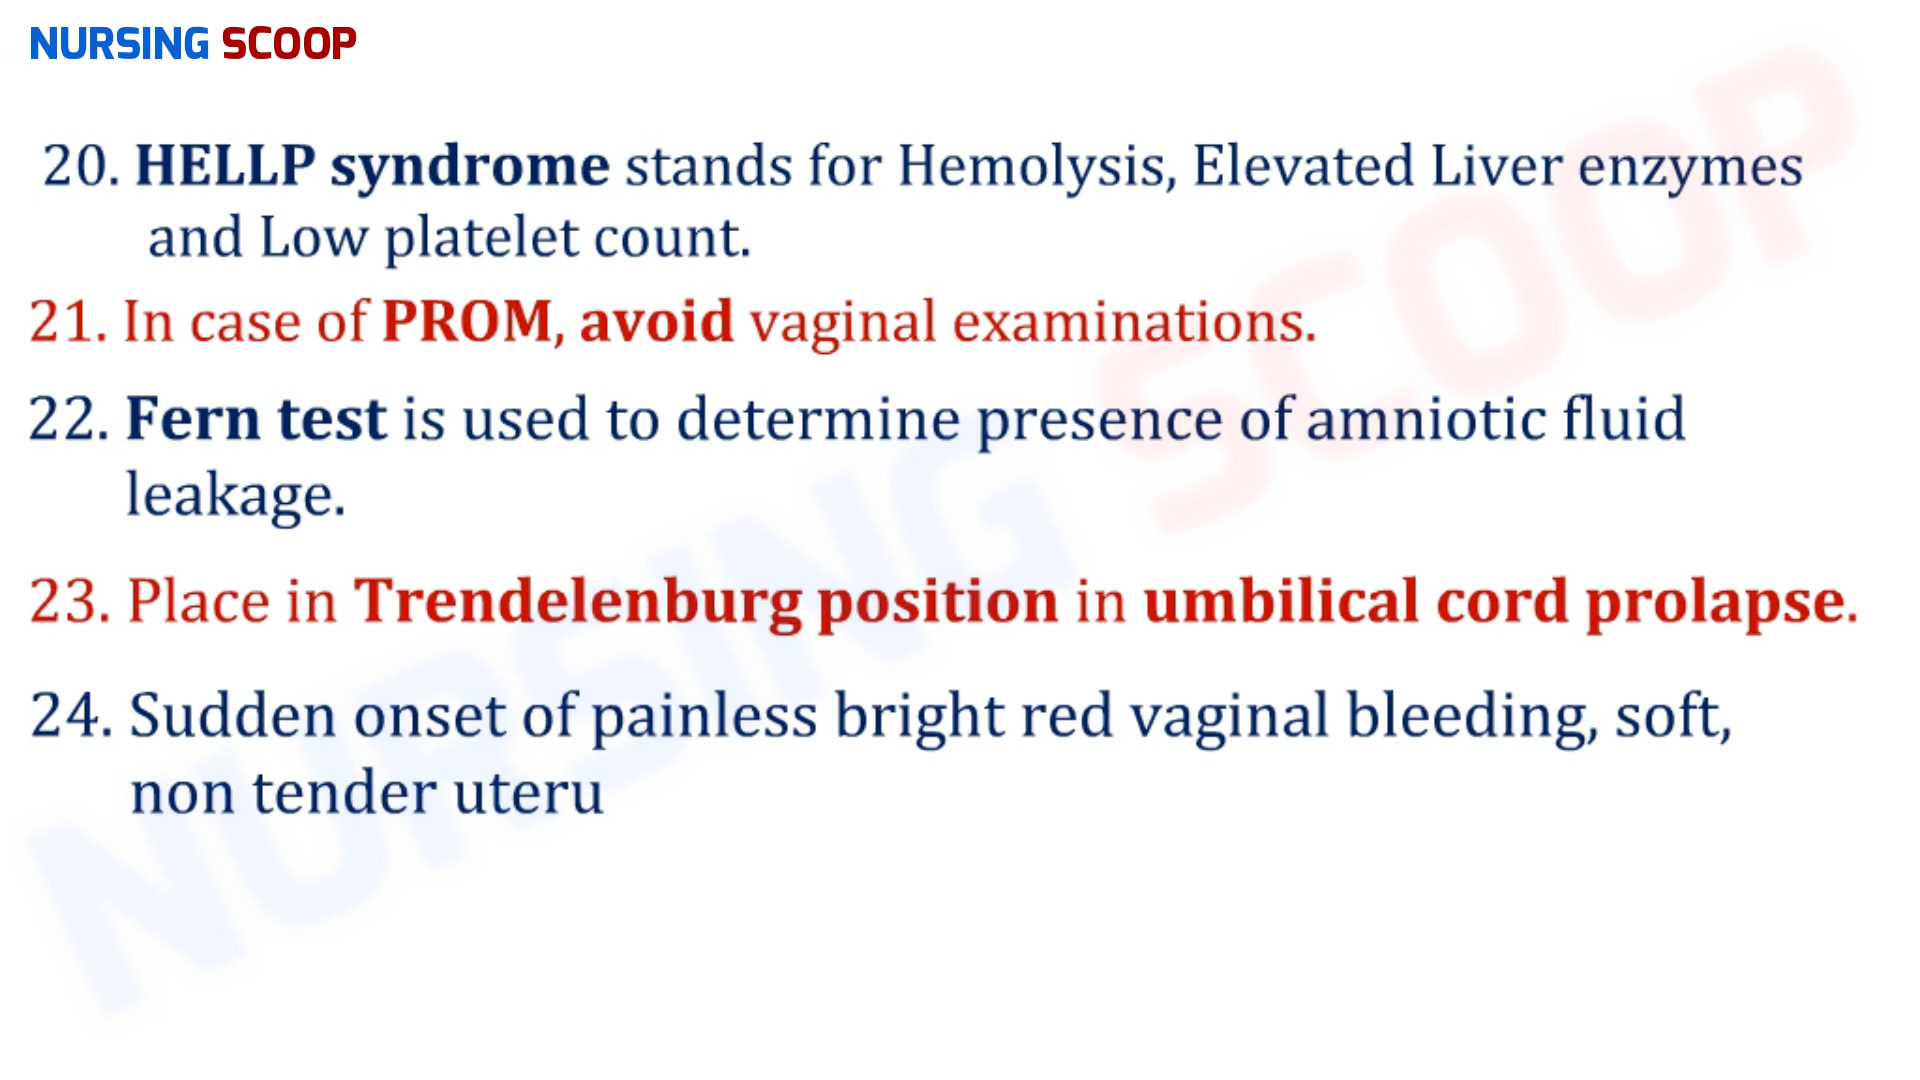 NURSING SCOOP
20. HELLP syndrome stands for Hemolysis, Elevated Liver enzymes
and Low platelet count.
21. In case of PROM, avoid vaginal examinations.
22. Fern test is used to determine presence of amniotic fluid
leakage.
23. Place in Trendelenburg position in umbilical cord prolapse.
24. Sudden onset of painless bright red vaginal bleeding, soft,
non tender uteru
NURSING SCOOP